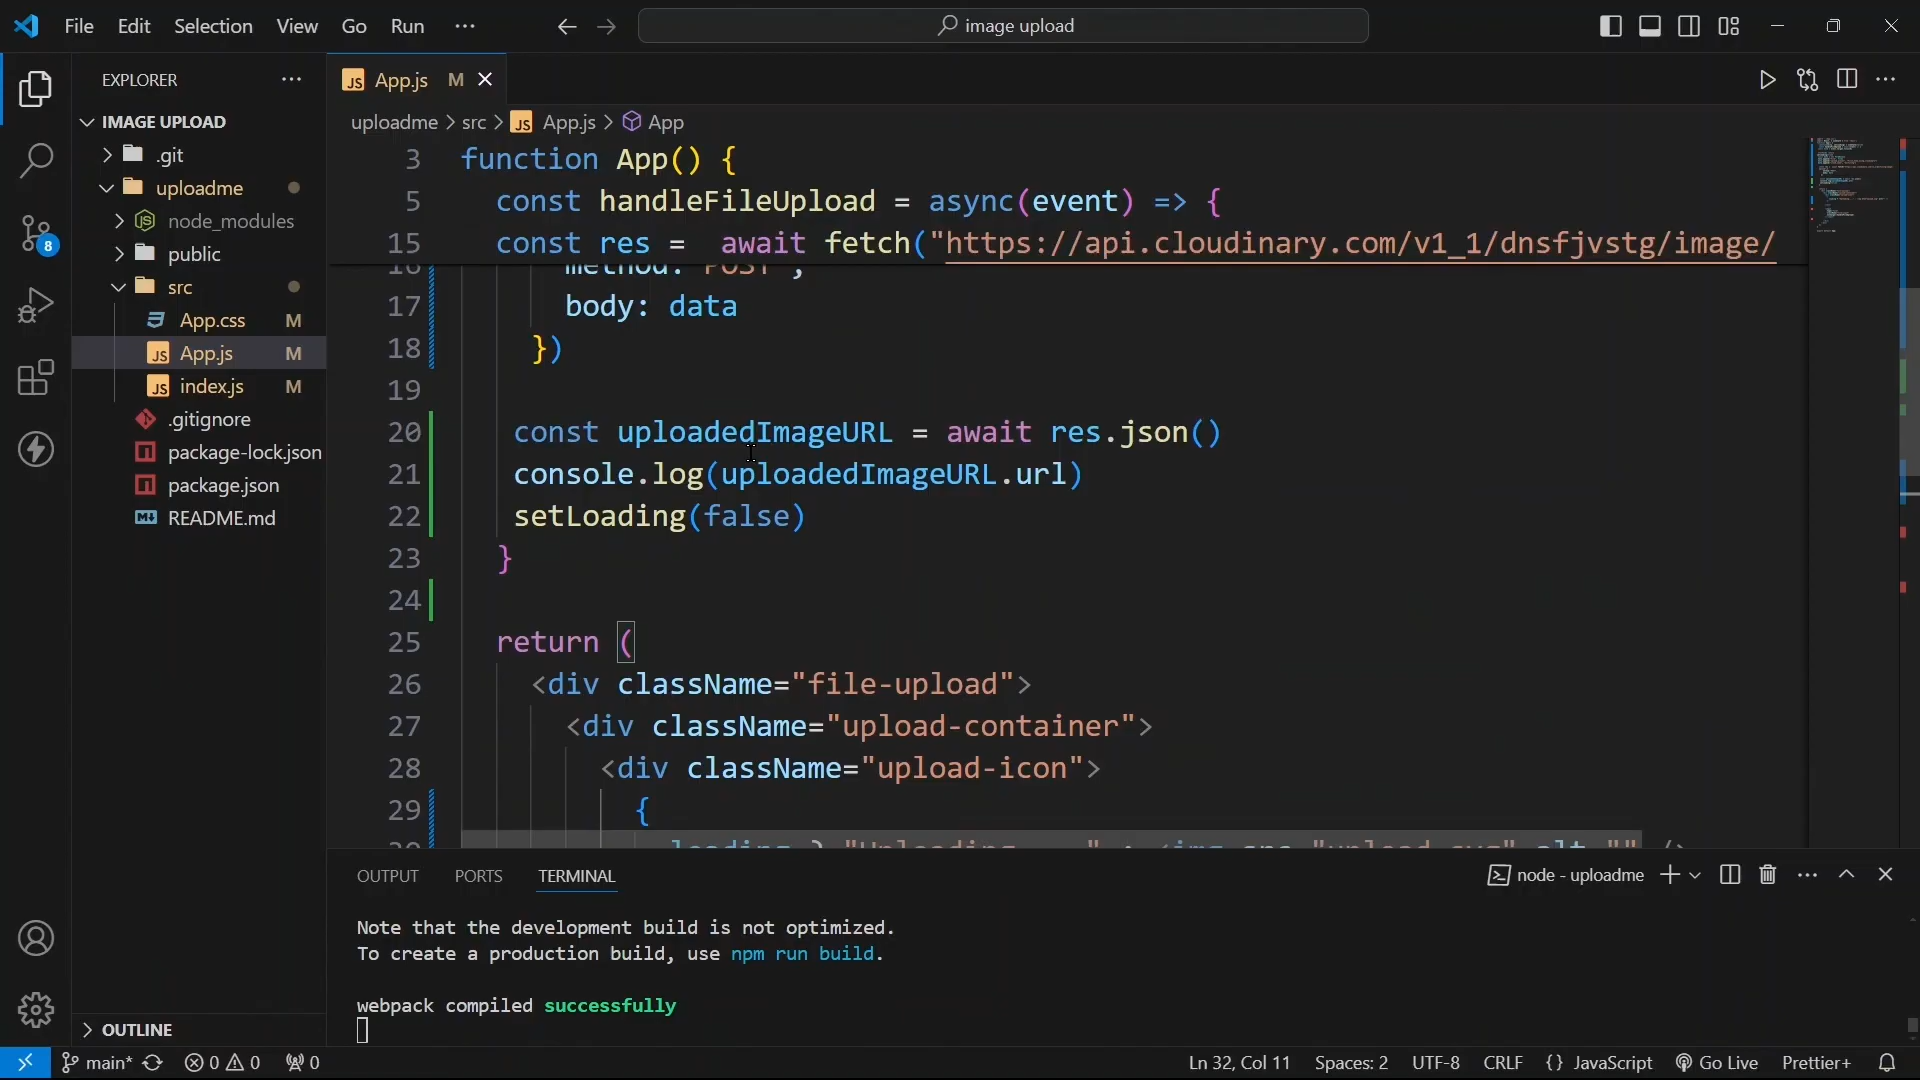 File Edit Selection View Go Run ··· image upload
EXPLORER
IMAGE UPLOAD
.git
uploadme
node_modules
public
src
App.css M
App.js M
index.js M
.gitignore
package-lock.json
package.json
README.md
OUTLINE
App.js M
uploadme > src > App.js > App
3 function App() {
5 const handleFileUpload = async(event) => {
15 const res = await fetch("https://api.cloudinary.com/v1_1/dnsfjvstg/image/
16 method: "POST",
17 body: data
18 })
19
20 const uploadedImageURL = await res.json()
21 console.log(uploadedImageURL.url)
22 setLoading(false)
23 }
24
25 return (
26 <div className="file-upload">
27 <div className="upload-container">
28 <div className="upload-icon">
29 {
OUTPUT PORTS TERMINAL node - uploadme
Note that the development build is not optimized.
To create a production build, use npm run build.
webpack compiled successfully
8
main* 0 0 0 Ln 32, Col 11 Spaces: 2 UTF-8 CRLF {} JavaScript Go Live Prettier+